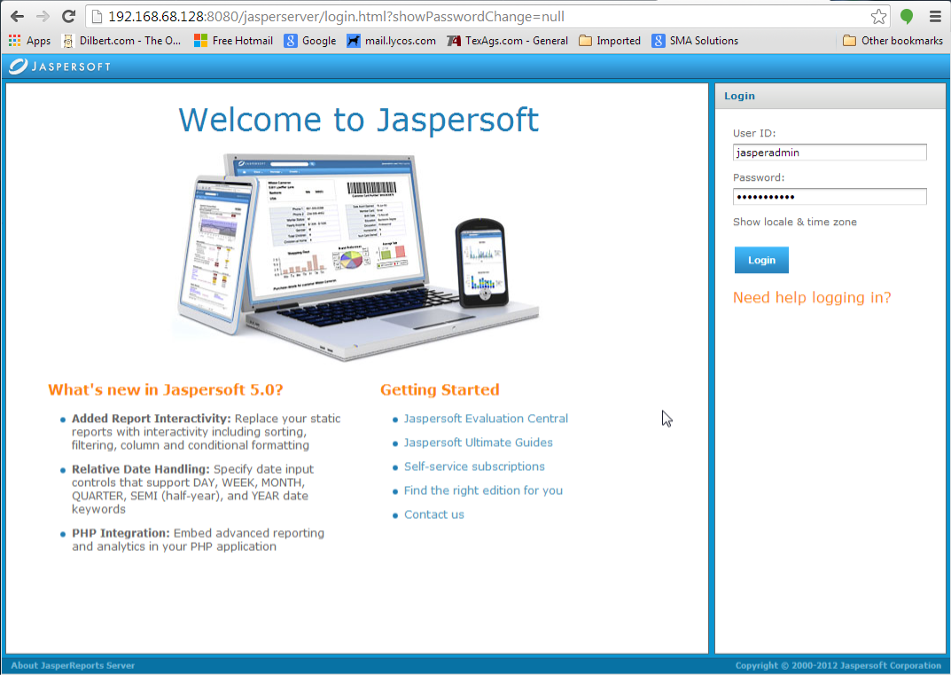 192.168.68.128:8080/jasperserver/login.html?showPasswordChange=null
Apps
Dilbert.com - The O...
Free Hotmail
Google
mail.lycos.com
TexAgs.com - General
Imported
SMA Solutions
Other bookmarks
JASPERSOFT
Welcome to Jaspersoft
What's new in Jaspersoft 5.0?
Added Report Interactivity: Replace your static
reports with interactivity including sorting,
filtering, column and conditional formatting
Relative Date Handling: Specify date input
controls that support DAY, WEEK, MONTH,
QUARTER, SEMI (half-year), and YEAR date
keywords
PHP Integration: Embed advanced reporting
and analytics in your PHP application
Getting Started
Jaspersoft Evaluation Central
Jaspersoft Ultimate Guides
Self-service subscriptions
Find the right edition for you
Contact us
Login
User ID:
jasperadmin
Password:
•••••••••••
Show locale & time zone
Login
Need help logging in?
About JasperReports Server
Copyright © 2000-2012 Jaspersoft Corporation